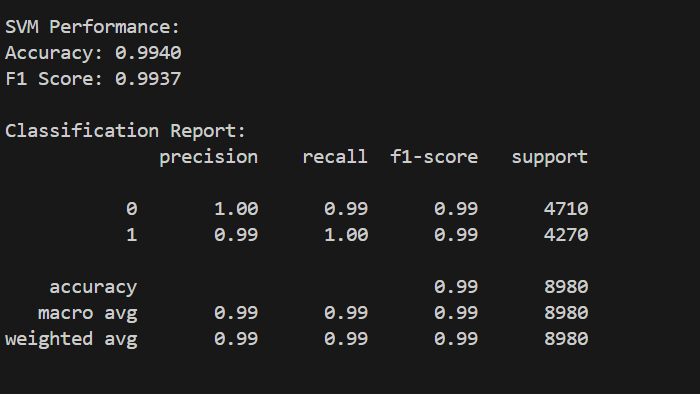 SVM Performance:
Accuracy: 0.9940
F1 Score: 0.9937
Classification Report:
precision recall f1-score support
0 1.00 0.99 0.99 4710
1 0.99 1.00 0.99 4270
accuracy 0.99 8980
macro avg 0.99 0.99 0.99 8980
weighted avg 0.99 0.99 0.99 8980